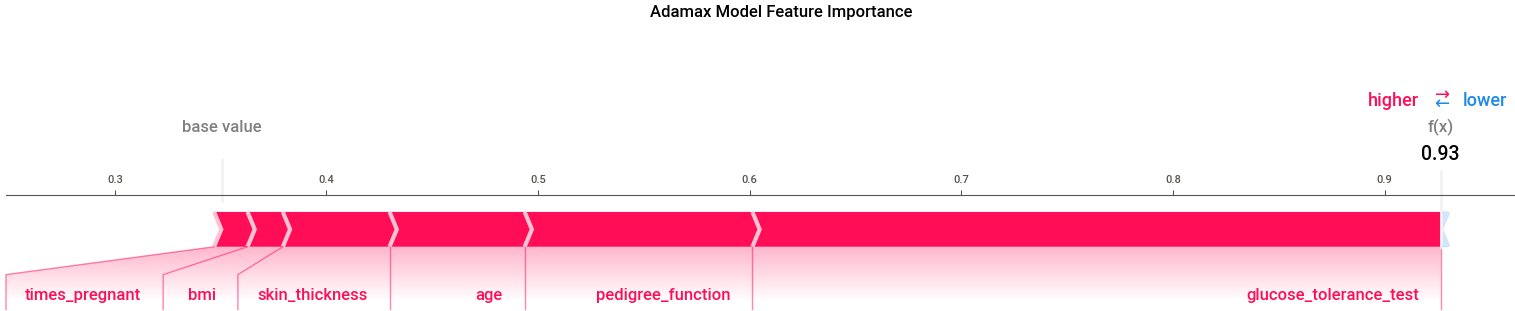 Adamax Model Feature Importance
higher ⇄ lower
base value f(x)
0.93
0.3 0.4 0.5 0.6 0.7 0.8 0.9
times_pregnant bmi skin_thickness age pedigree_function glucose_tolerance_test